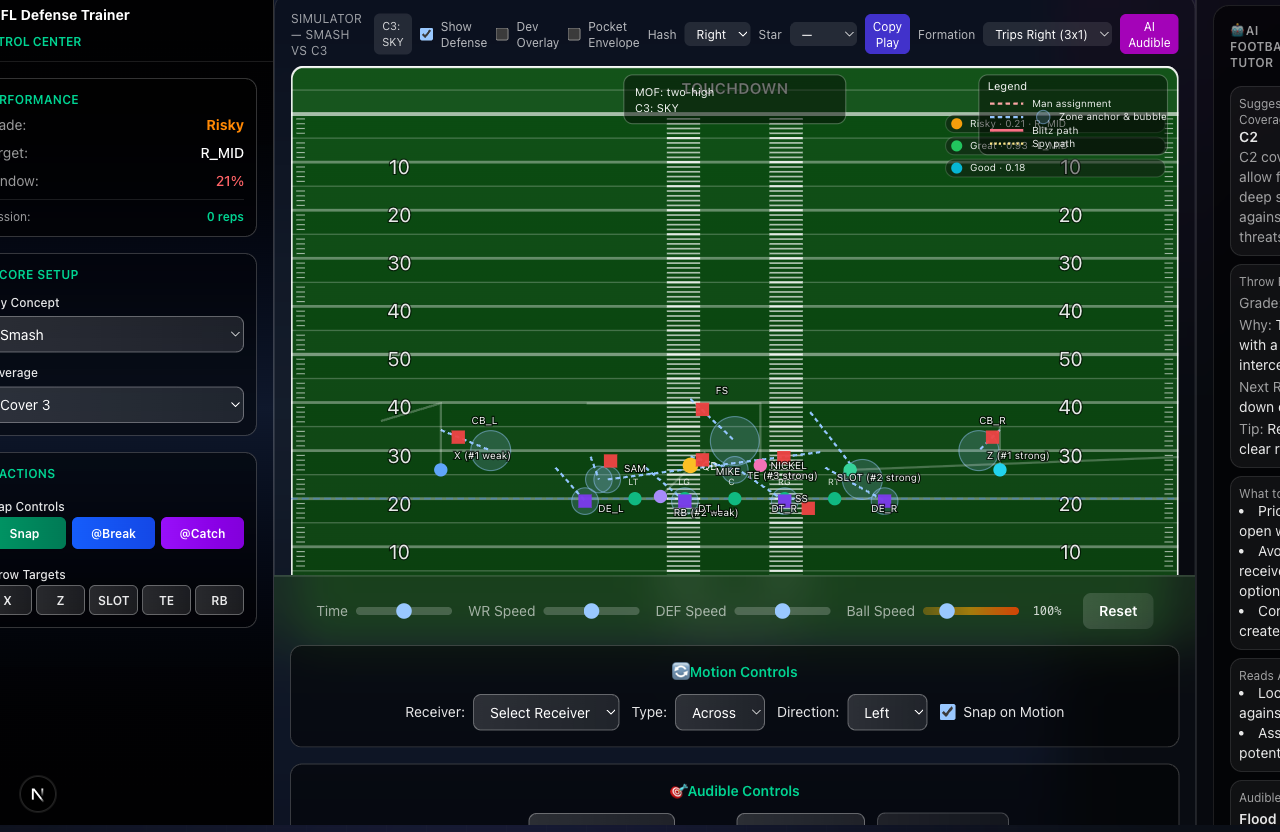 FL Defense Trainer
TROL CENTER
RFORMANCE
ade:
Risky
rget:
R_MID
ndow:
21%
ssion:
0 reps
CORE SETUP
y Concept
Smash
verage
Cover 3
ACTIONS
ap Controls
Snap
@Break
@Catch
row Targets
X
Z
SLOT
TE
RB
N
SIMULATOR
— SMASH
VS C3
C3:
SKY
Show
Defense
Dev
Overlay
Pocket
Envelope
Hash
Right
Star
—
Copy
Play
Formation
Trips Right (3x1)
AI
Audible
TOUCHDOWN
MOF: two-high
C3: SKY
Legend
Man assignment
Zone anchor & bubble
Blitz path
Spy path
Risky · 0.21 · R_MID
Good · 0.18
10
10
20
20
30
30
40
40
50
50
40
40
30
30
20
20
10
10
FS
CB_L
X (#1 weak)
CB_R
Z (#1 strong)
SAM
MIKE
NICKEL
TE (#3 strong)
SLOT (#2 strong)
LT
LG
C
RG
RT
DE_L
RB (#2 weak)
DT_L
DT_R
SS
DE_R
Time
WR Speed
DEF Speed
Ball Speed
100%
Reset
🔄Motion Controls
Receiver:
Select Receiver
Type:
Across
Direction:
Left
Snap on Motion
🎯Audible Controls
🤖AI
FOOTBA
TUTOR
Sugges
Coverag
C2
C2 cov
allow f
deep s
against
threats
Throw
Grade:
Why: T
with a
interce
Next R
down o
Tip: Re
clear r
What to
• Pric
open w
• Avo
receive
option
• Con
create
Reads
• Loo
agains
• Ass
potent
Audible
Flood